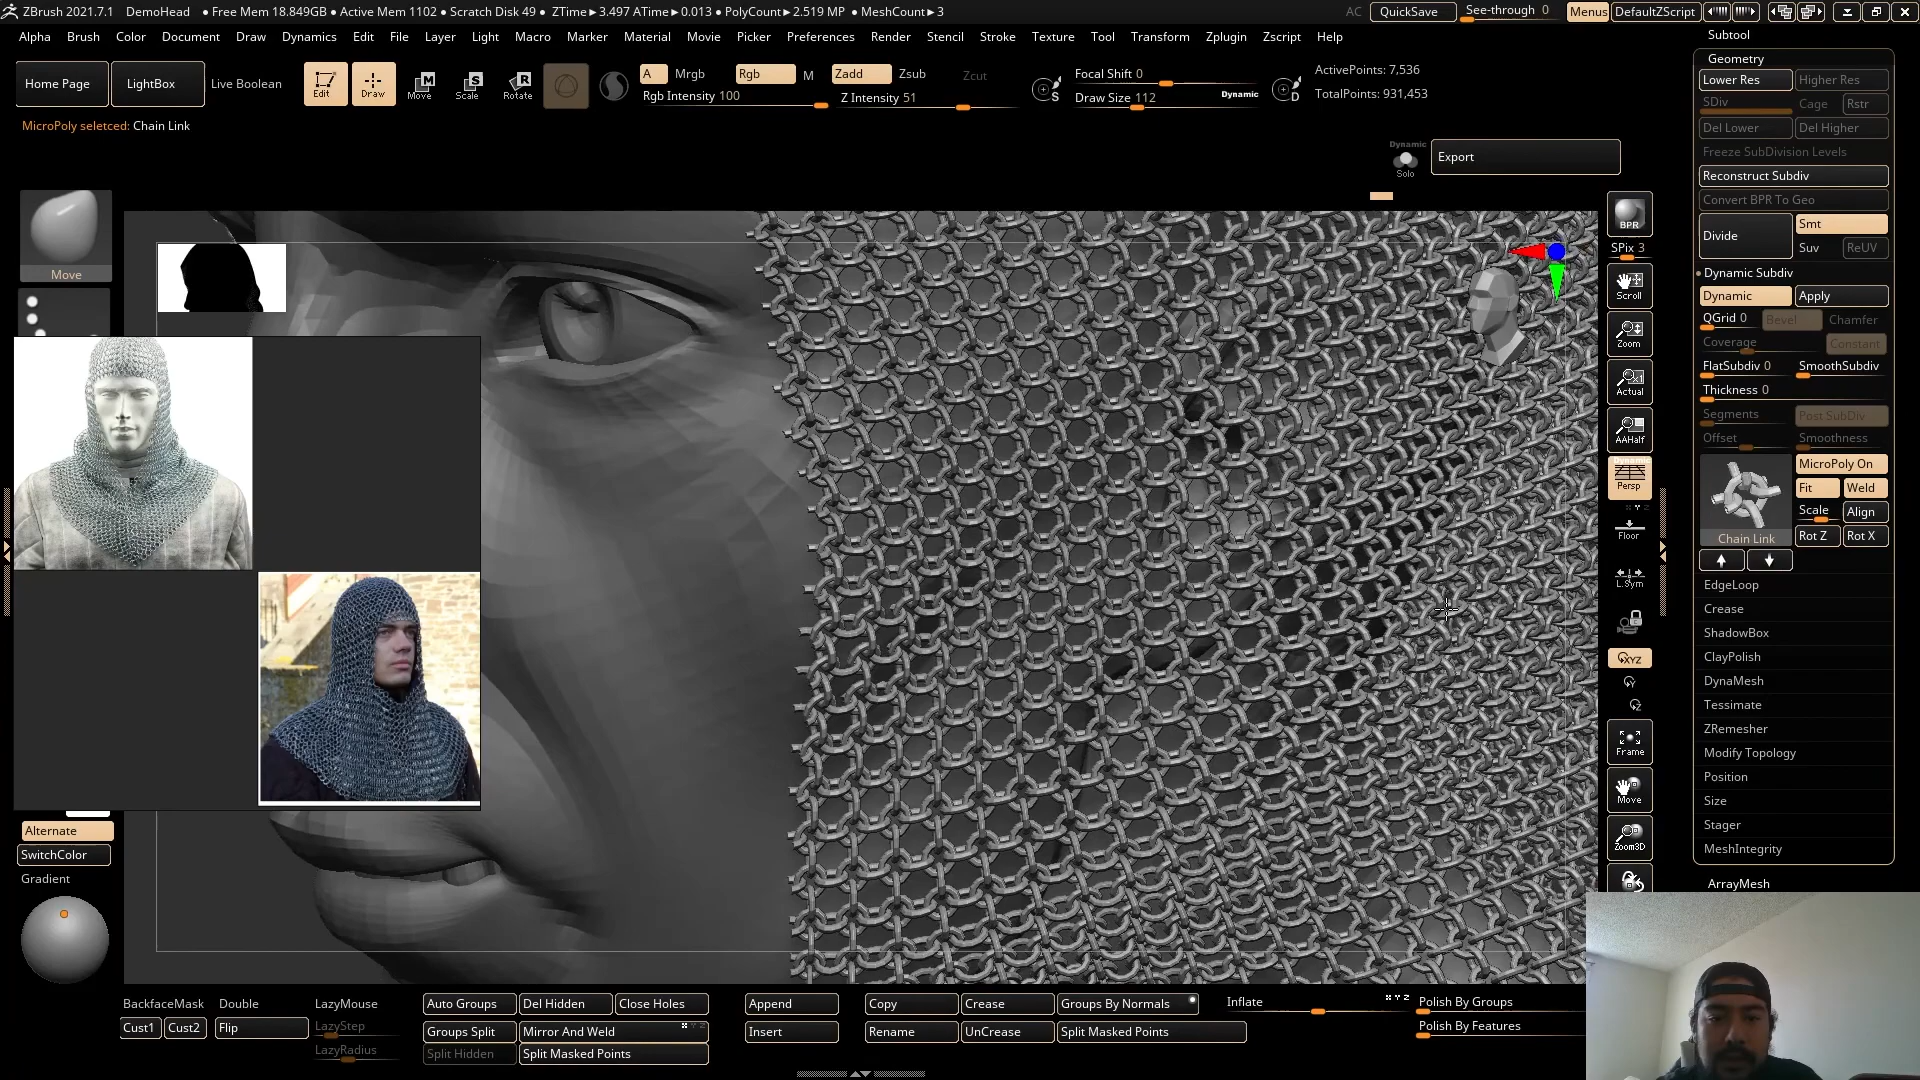 ZBrush 2021.7.1 DemoHead • Free Mem 18.849GB • Active Mem 1102 • Scratch Disk 49 • ZTime►3.497 ATime►0.013 • PolyCount►2.519 MP • MeshCount►3 AC QuickSave See-through 0 Menus DefaultZScript
Alpha Brush Color Document Draw Dynamics Edit File Layer Light Macro Marker Material Movie Picker Preferences Render Stencil Stroke Texture Tool Transform Zplugin Zscript Help
Home Page LightBox Live Boolean Edit Draw Move Scale Rotate A Mrgb Rgb M Zadd Zsub Zcut Focal Shift 0 ActivePoints: 7,536
Rgb Intensity 100 Z Intensity 51 S Draw Size 112 Dynamic D TotalPoints: 931,453
MicroPoly seletced: Chain Link
Dynamic
Solo
Export
Move
Alternate
SwitchColor
Gradient
BPR
SPix 3
Scroll
Zoom
Actual
AAHalf
Dynamic
Persp
Floor
L.Sym
XYZ
Y
Z
Frame
Move
Zoom3D
Subtool
Geometry
Lower Res Higher Res
SDiv Cage Rstr
Del Lower Del Higher
Freeze SubDivision Levels
Reconstruct Subdiv
Convert BPR To Geo
Divide Smt
Suv ReUV
Dynamic Subdiv
Dynamic Apply
QGrid 0 Bevel Chamfer
Coverage Constant
FlatSubdiv 0 SmoothSubdiv
Thickness 0
Segments Post SubDiv
Offset Smoothness
MicroPoly On
Fit Weld
Scale Align
Chain Link Rot Z Rot X
EdgeLoop
Crease
ShadowBox
ClayPolish
DynaMesh
Tessimate
ZRemesher
Modify Topology
Position
Size
Stager
MeshIntegrity
ArrayMesh
BackfaceMask Double LazyMouse Auto Groups Del Hidden Close Holes Append Copy Crease Groups By Normals Inflate Polish By Groups
Cust1 Cust2 Flip LazyStep Groups Split Mirror And Weld Insert Rename UnCrease Split Masked Points Polish By Features
LazyRadius Split Hidden Split Masked Points